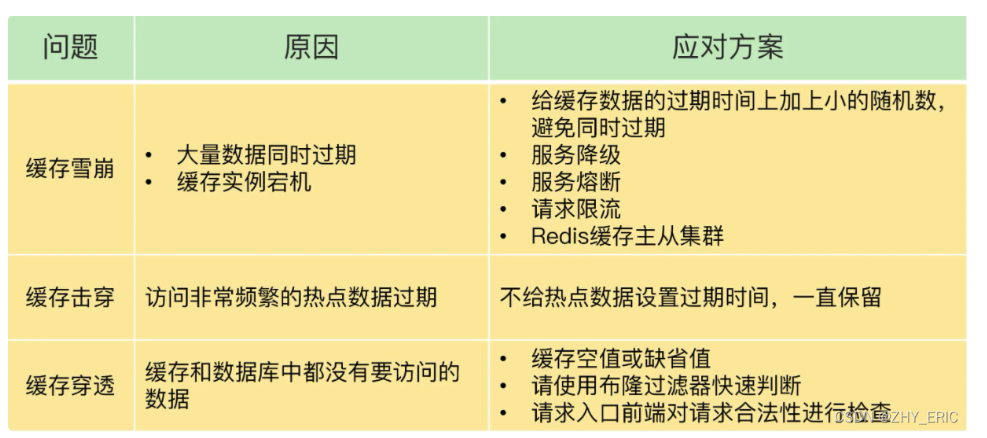 问题 原因 应对方案
缓存雪崩
• 大量数据同时过期
• 缓存实例宕机
• 给缓存数据的过期时间上加上小的随机数，
避免同时过期
• 服务降级
• 服务熔断
• 请求限流
• Redis缓存主从集群
缓存击穿
访问非常频繁的热点数据过期
不给热点数据设置过期时间，一直保留
缓存穿透
缓存和数据库中都没有要访问的
数据
• 缓存空值或缺省值
• 请使用布隆过滤器快速判断
• 请求入口前端对请求合法性进行检查
CSDN @ZHY_ERIC